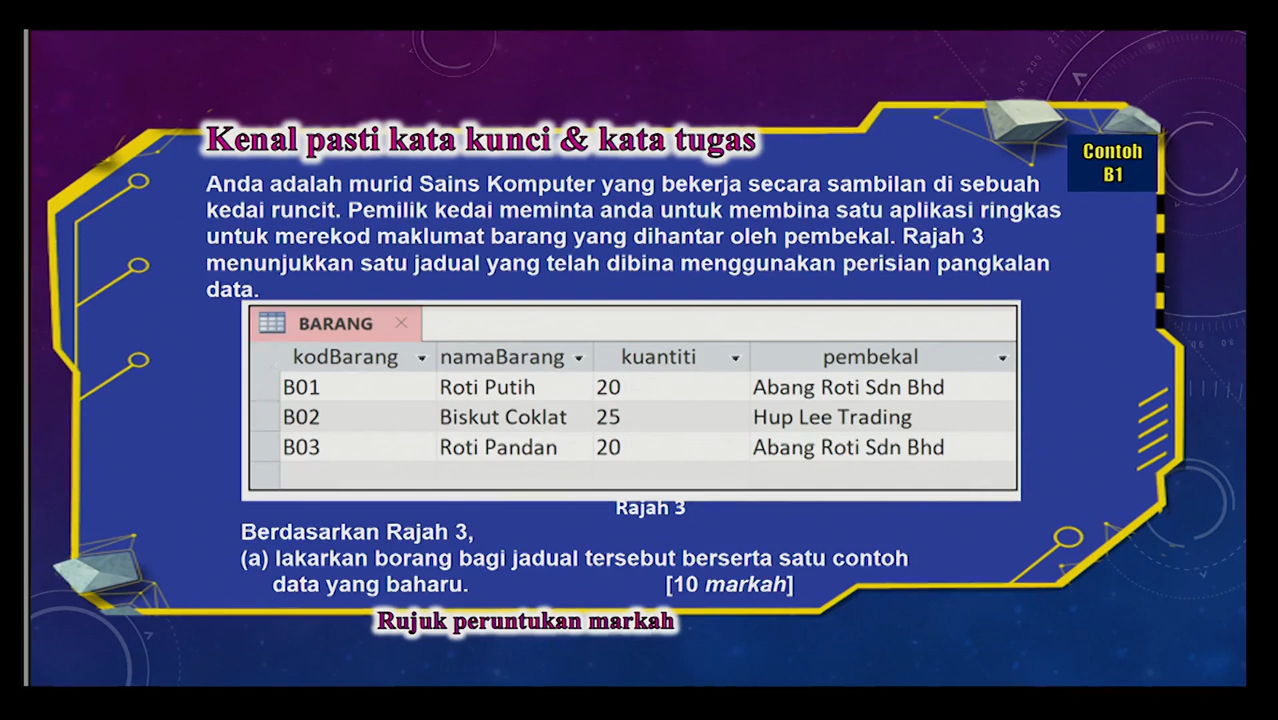 Kenal pasti kata kunci & kata tugas
Contoh
B1
Anda adalah murid Sains Komputer yang bekerja secara sambilan di sebuah
kedai runcit. Pemilik kedai meminta anda untuk membina satu aplikasi ringkas
untuk merekod maklumat barang yang dihantar oleh pembekal. Rajah 3
menunjukkan satu jadual yang telah dibina menggunakan perisian pangkalan
data.
BARANG
kodBarang namaBarang kuantiti pembekal
B01 Roti Putih 20 Abang Roti Sdn Bhd
B02 Biskut Coklat 25 Hup Lee Trading
B03 Roti Pandan 20 Abang Roti Sdn Bhd
Rajah 3
Berdasarkan Rajah 3,
(a) lakarkan borang bagi jadual tersebut berserta satu contoh
data yang baharu. [10 markah]
Rujuk peruntukan markah